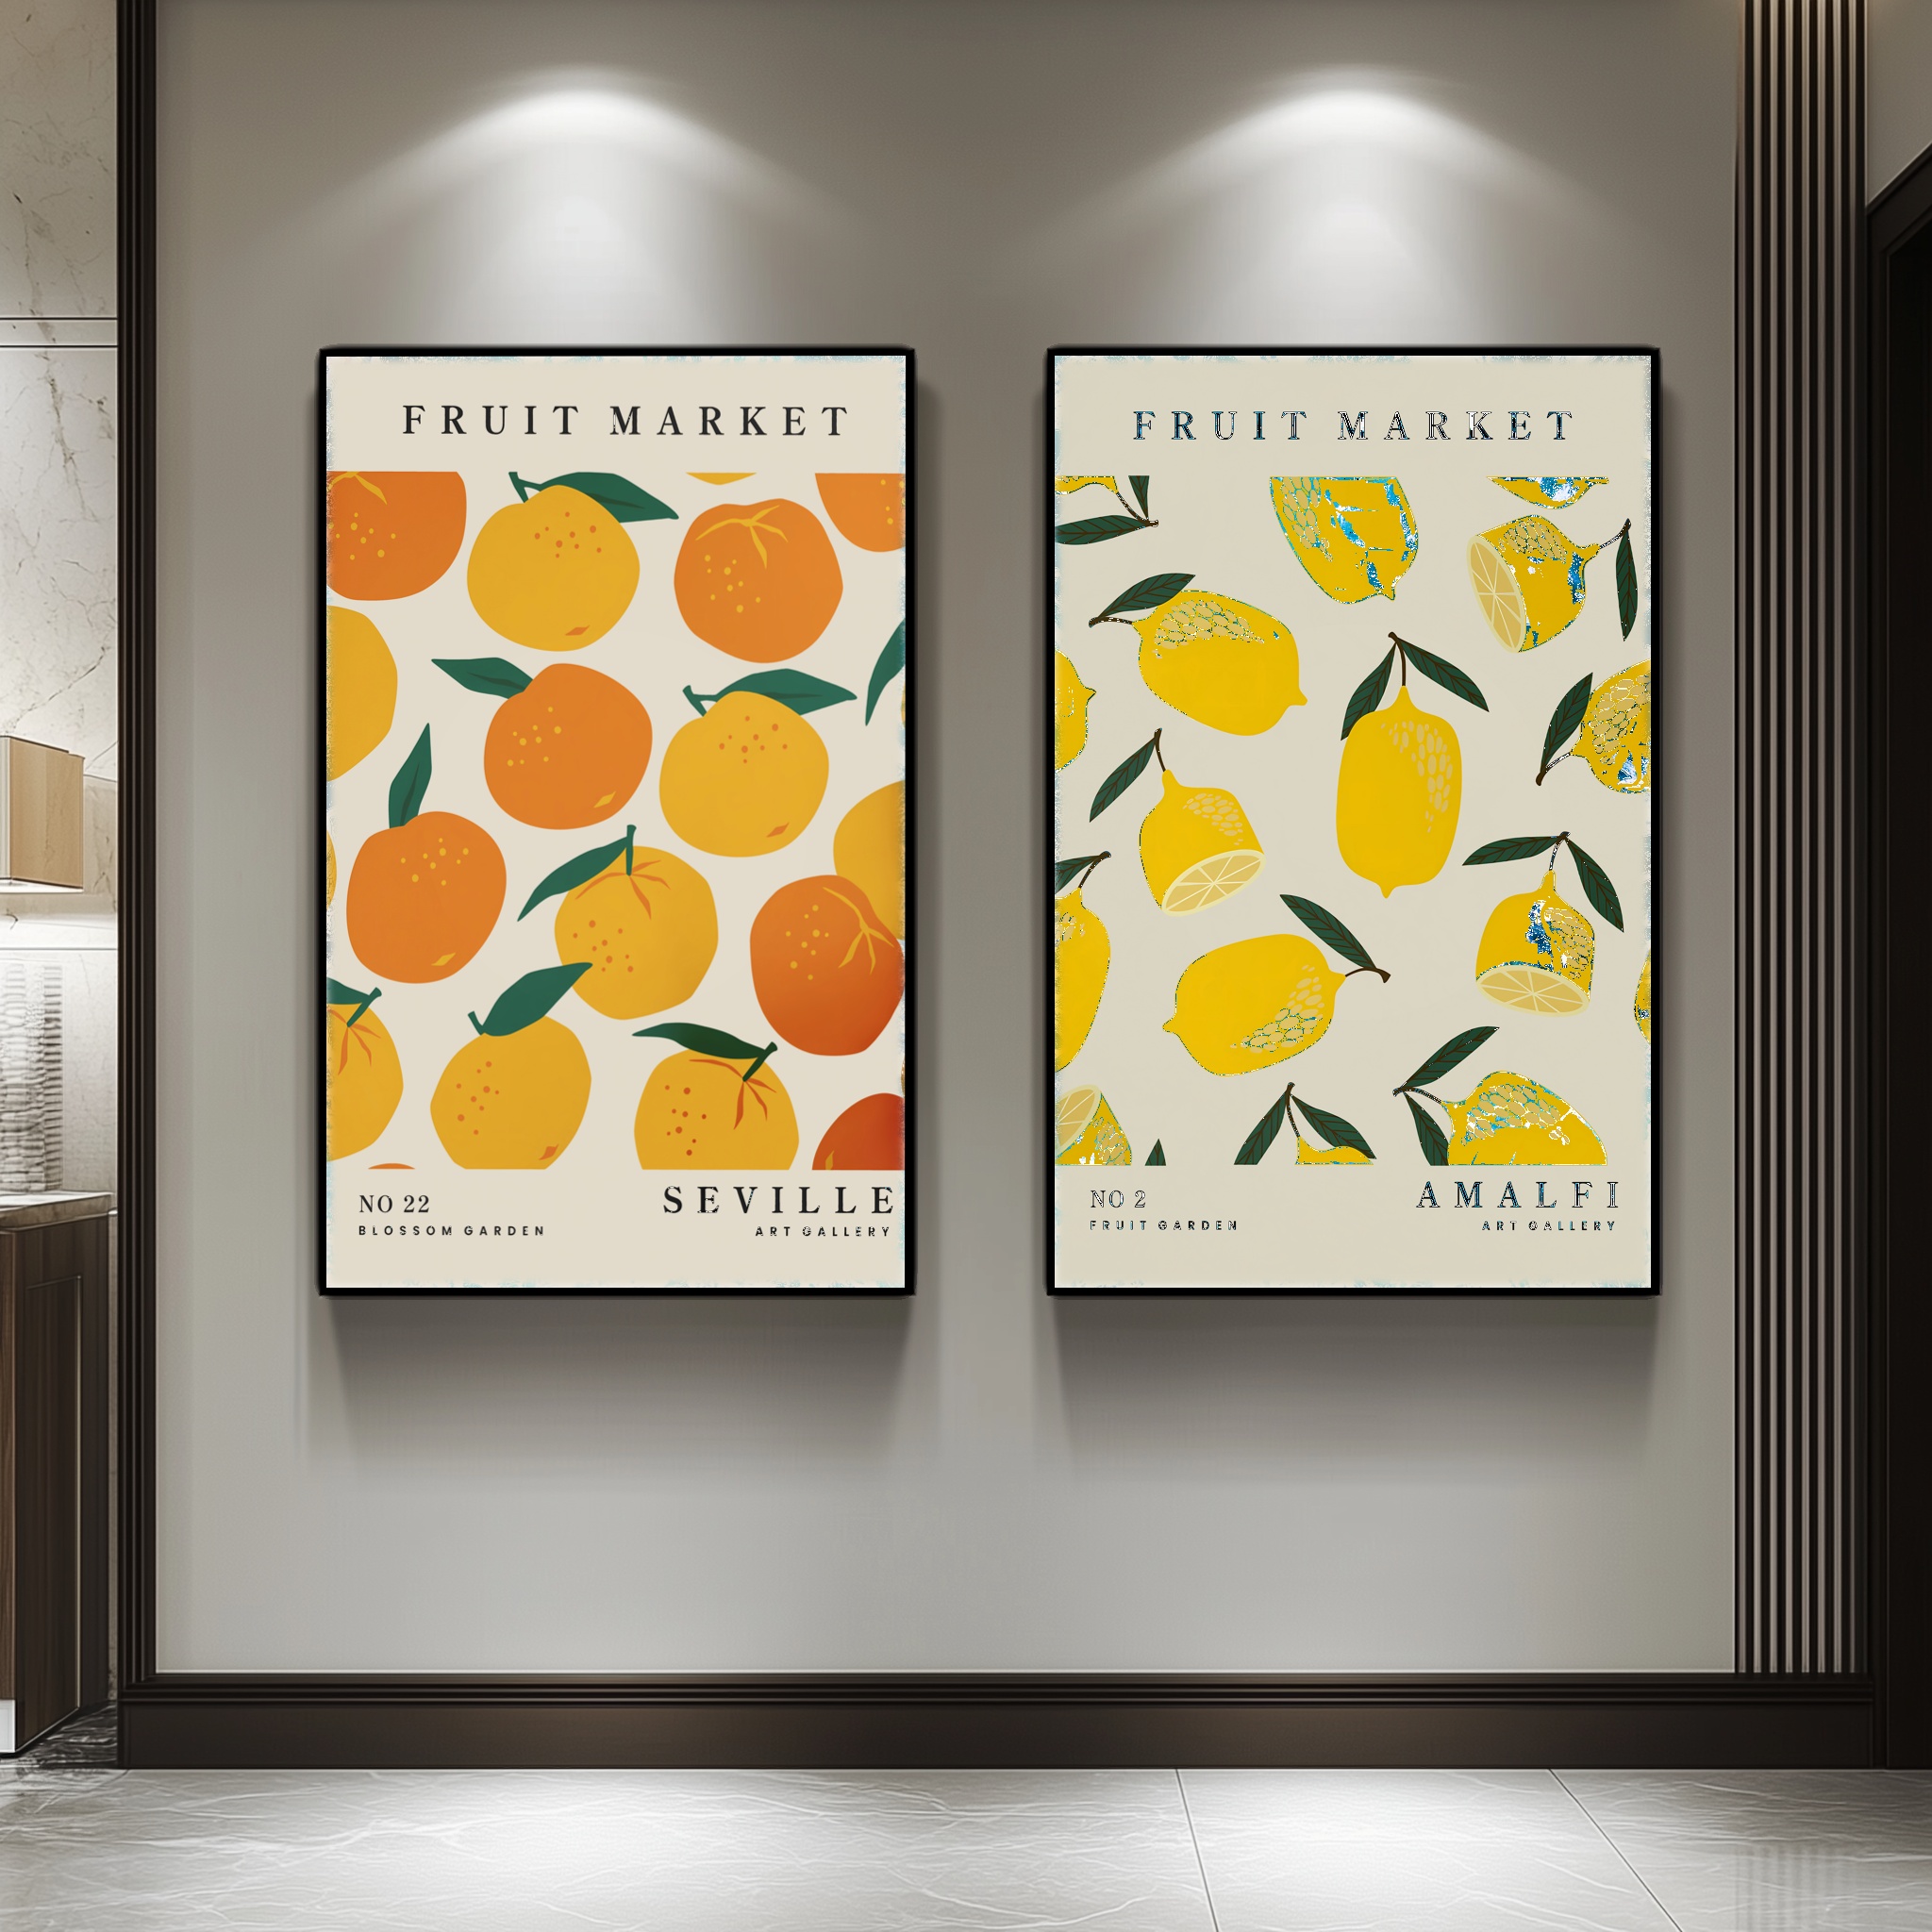 FRUIT MARKET
NO 22
BLOSSOM GARDEN
SEVILLE
ART GALLERY
FRUIT MARKET
NO 2
FRUIT GARDEN
AMALFI
ART GALLERY